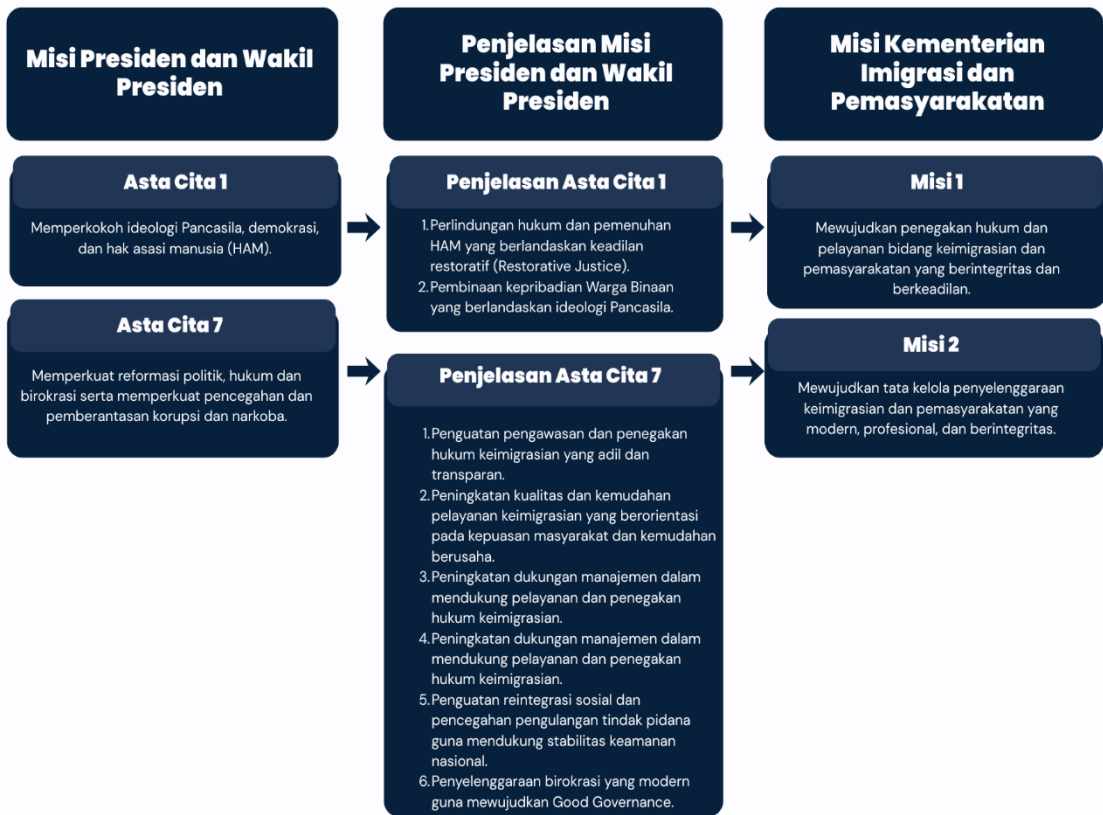 Misi Presiden dan Wakil
Presiden
Penjelasan Misi
Presiden dan Wakil
Presiden
Misi Kementerian
Imigrasi dan
Pemasyarakatan
Asta Cita 1
Memperkokoh ideologi Pancasila, demokrasi,
dan hak asasi manusia (HAM).
Penjelasan Asta Cita 1
1. Perlindungan hukum dan pemenuhan
HAM yang berlandaskan keadilan
restoratif (Restorative Justice).
2. Pembinaan kepribadian Warga Binaan
yang berlandaskan ideologi Pancasila.
Misi 1
Mewujudkan penegakan hukum dan
pelayanan bidang keimigrasian dan
pemasyarakatan yang berintegritas dan
berkeadilan.
Asta Cita 7
Memperkuat reformasi politik, hukum dan
birokrasi serta memperkuat pencegahan dan
pemberantasan korupsi dan narkoba.
Penjelasan Asta Cita 7
1. Penguatan pengawasan dan penegakan
hukum keimigrasian yang adil dan
transparan.
2. Peningkatan kualitas dan kemudahan
pelayanan keimigrasian yang berorientasi
pada kepuasan masyarakat dan kemudahan
berusaha.
3. Peningkatan dukungan manajemen dalam
mendukung pelayanan dan penegakan
hukum keimigrasian.
4. Peningkatan dukungan manajemen dalam
mendukung pelayanan dan penegakan
hukum keimigrasian.
5. Penguatan reintegrasi sosial dan
pencegahan pengulangan tindak pidana
guna mendukung stabilitas keamanan
nasional.
6. Penyelenggaraan birokrasi yang modern
guna mewujudkan Good Governance.
Misi 2
Mewujudkan tata kelola penyelenggaraan
keimigrasian dan pemasyarakatan yang
modern, profesional, dan berintegritas.